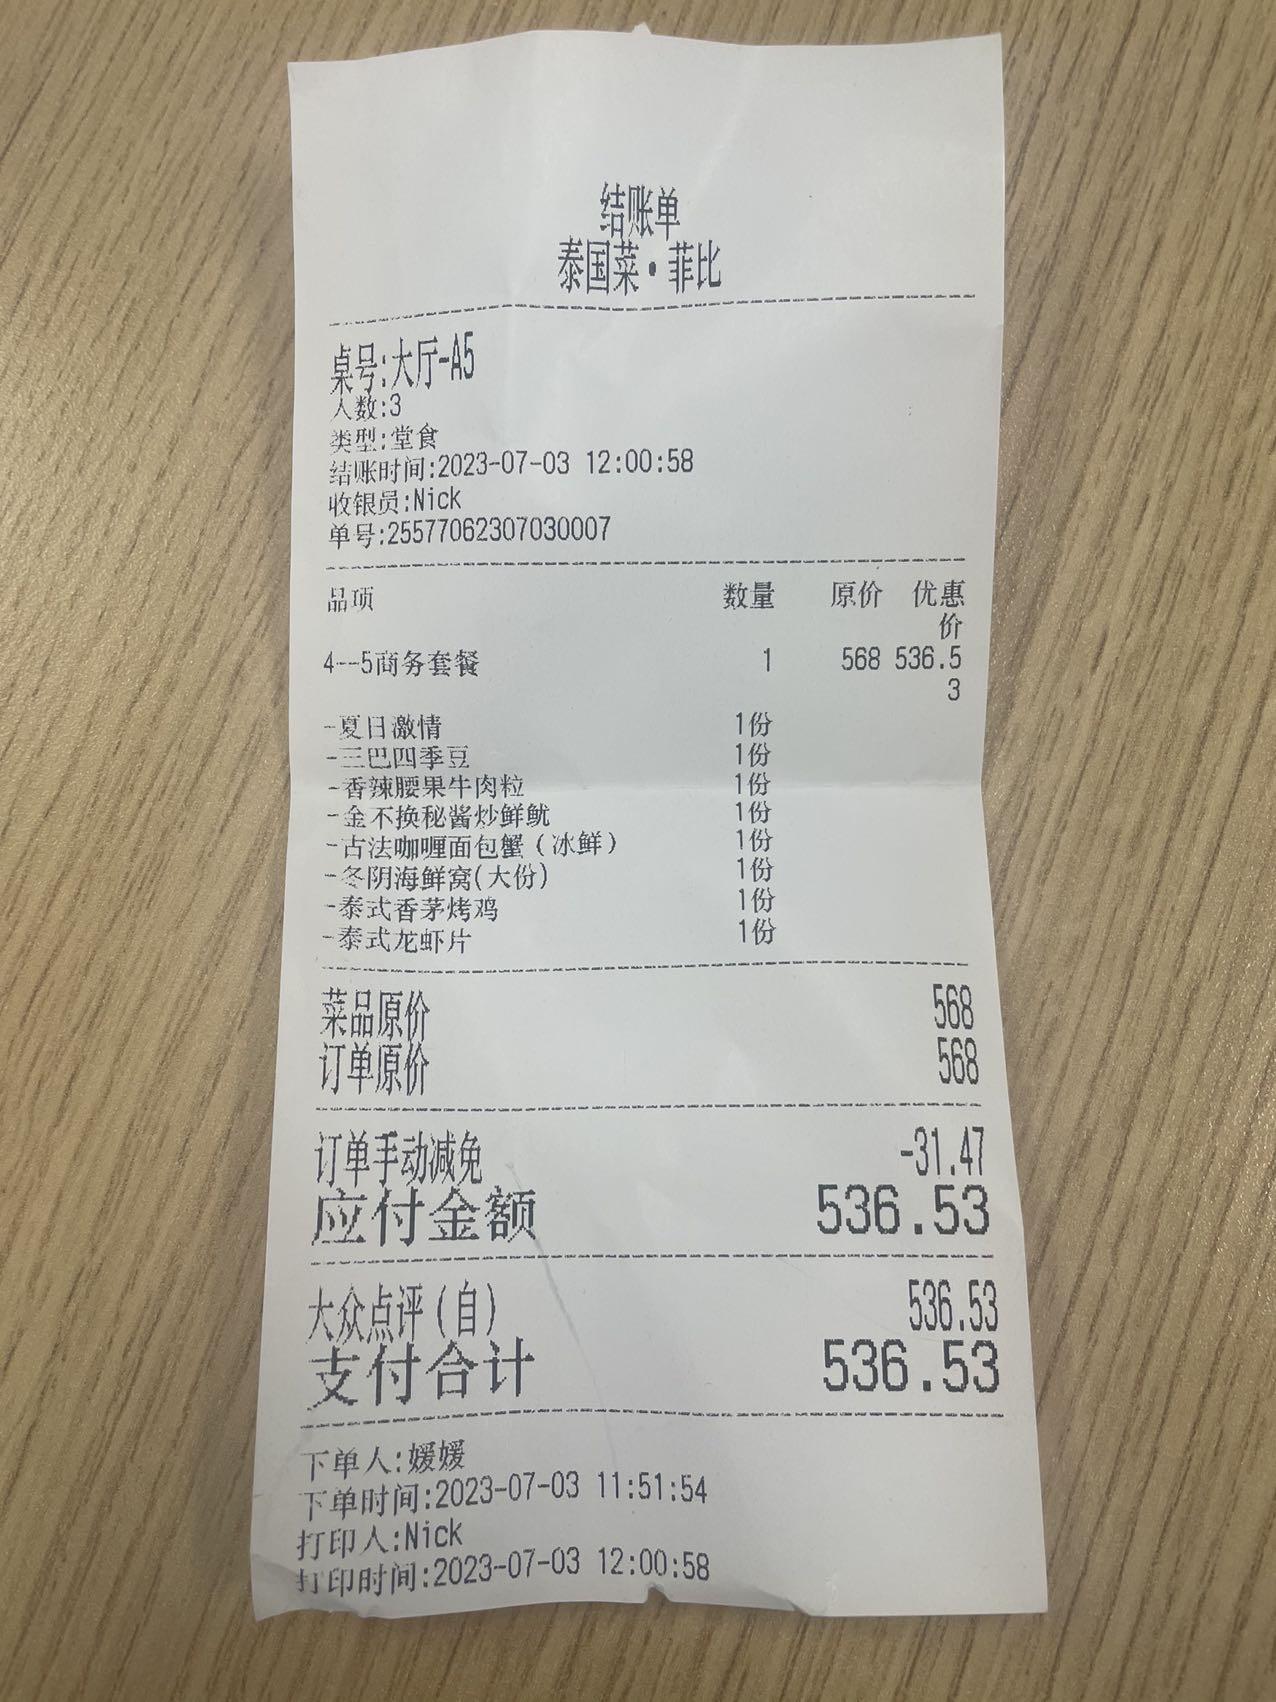 结账单
泰国菜·菲比
桌号:大厅-A5
人数:3
类型:堂食
结账时间:2023-07-03 12:00:58
收银员:Nick
单号:25577062307030007
品项 数量 原价 优惠
价
4--5商务套餐 1 568 536.5
3
-夏日激情 1份
-三巴四季豆 1份
-香辣腰果牛肉粒 1份
-金不换秘酱炒鲜鱿 1份
-古法咖喱面包蟹(冰鲜) 1份
-冬阴海鲜窝(大份) 1份
-泰式香茅烤鸡 1份
-泰式龙虾片 1份
菜品原价 568
订单原价 568
订单手动减免 -31.47
应付金额 536.53
大众点评(自) 536.53
支付合计 536.53
下单人:媛媛
下单时间:2023-07-03 11:51:54
打印人:Nick
打印时间:2023-07-03 12:00:58